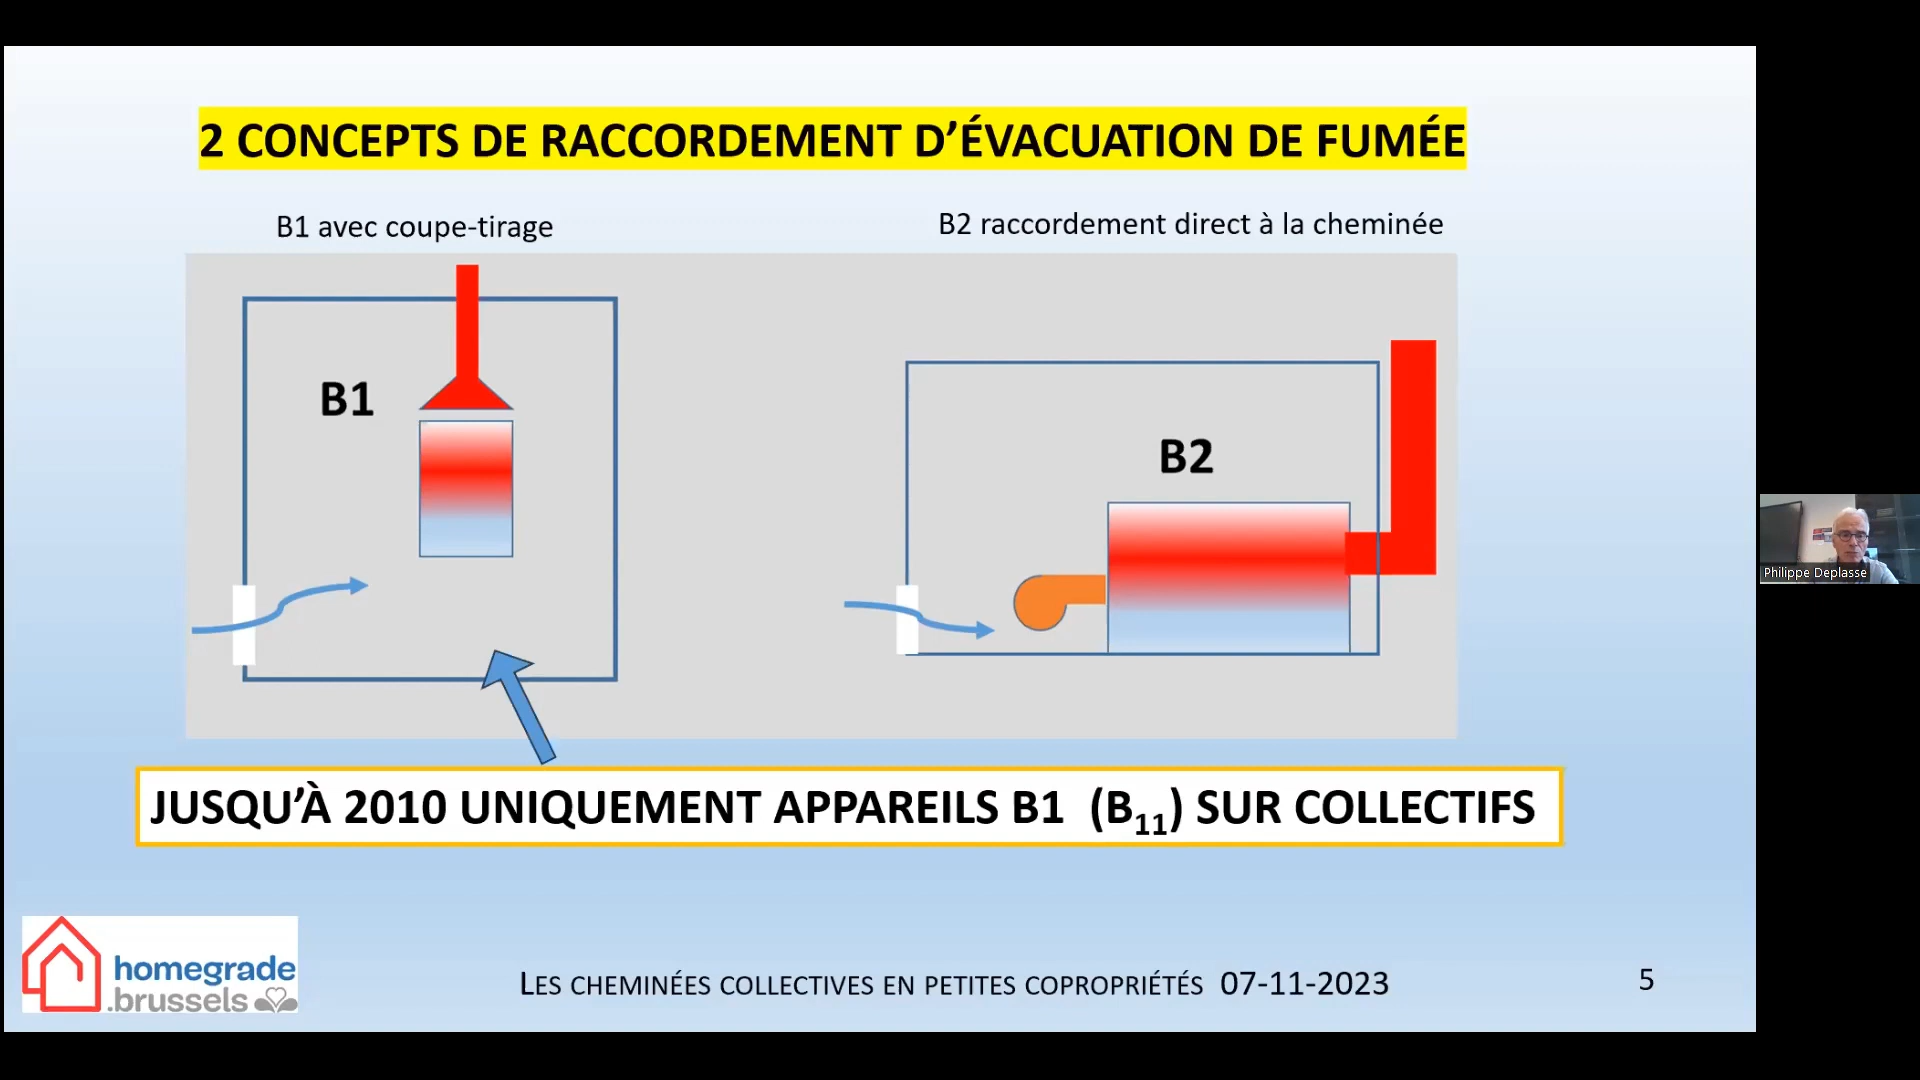 2 CONCEPTS DE RACCORDEMENT D’ÉVACUATION DE FUMÉE
B1 avec coupe-tirage
B2 raccordement direct à la cheminée
B1
B2
JUSQU’À 2010 UNIQUEMENT APPAREILS B1 (B11) SUR COLLECTIFS
Philippe Deplasse
homegrade
.brussels
LES CHEMINÉES COLLECTIVES EN PETITES COPROPRIÉTÉS 07-11-2023
5